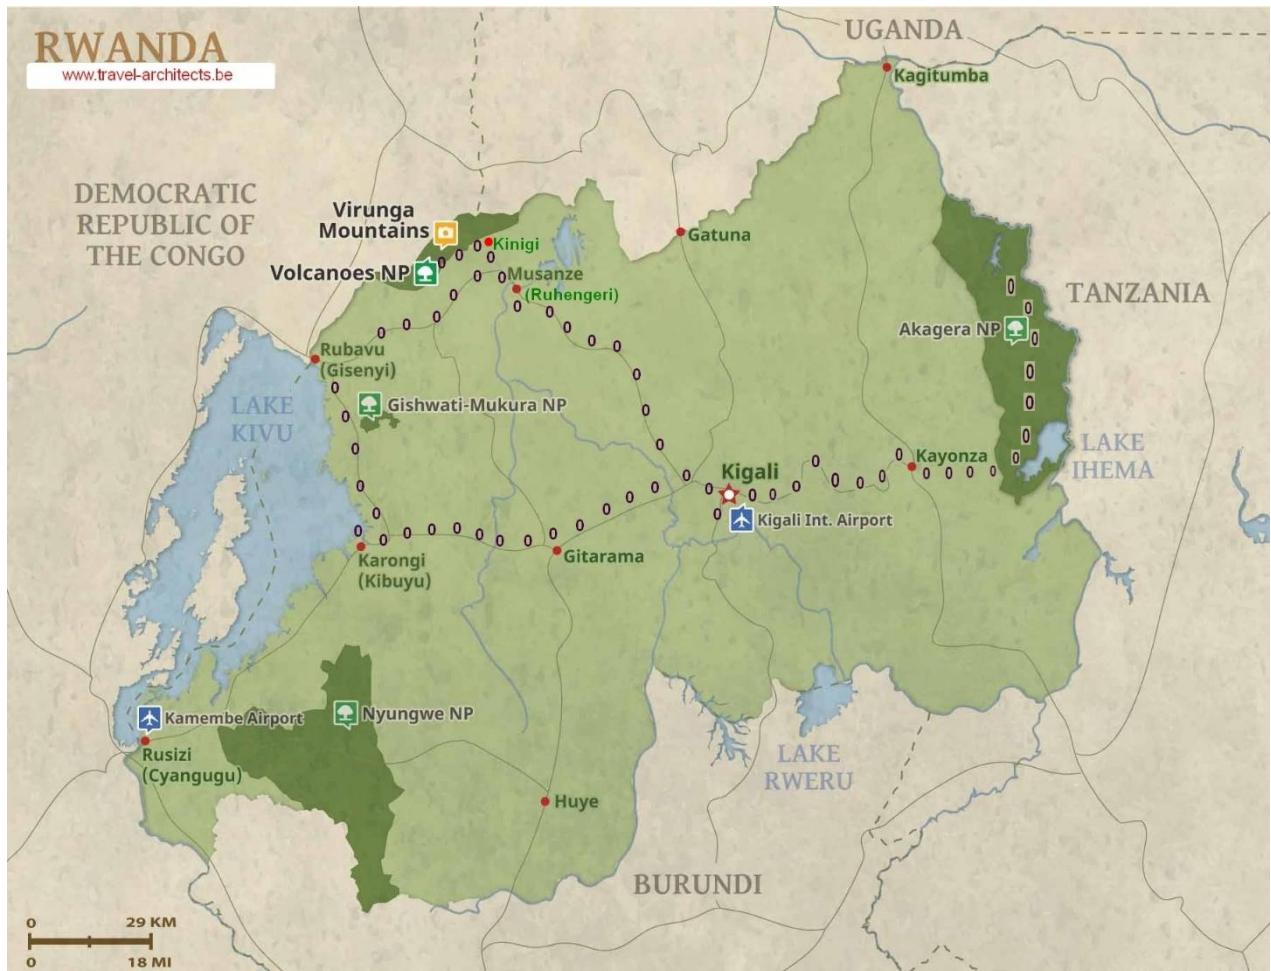 RWANDA
www.travel-architects.be
UGANDA
Kagitumba
DEMOCRATIC
REPUBLIC OF
THE CONGO
Virunga
Mountains
Kinigi
Gatuna
Volcanoes NP
Musanze
(Ruhengeri)
TANZANIA
Akagera NP
Rubavu
(Gisenyi)
LAKE
KIVU
Gishwati-Mukura NP
LAKE
IHEMA
Kayonza
Kigali
Kigali Int. Airport
Karongi
(Kibuyu)
Gitarama
Kamembe Airport
Nyungwe NP
Rusizi
(Cyangugu)
LAKE
RWERU
Huye
BURUNDI
0 29 KM
0 18 MI